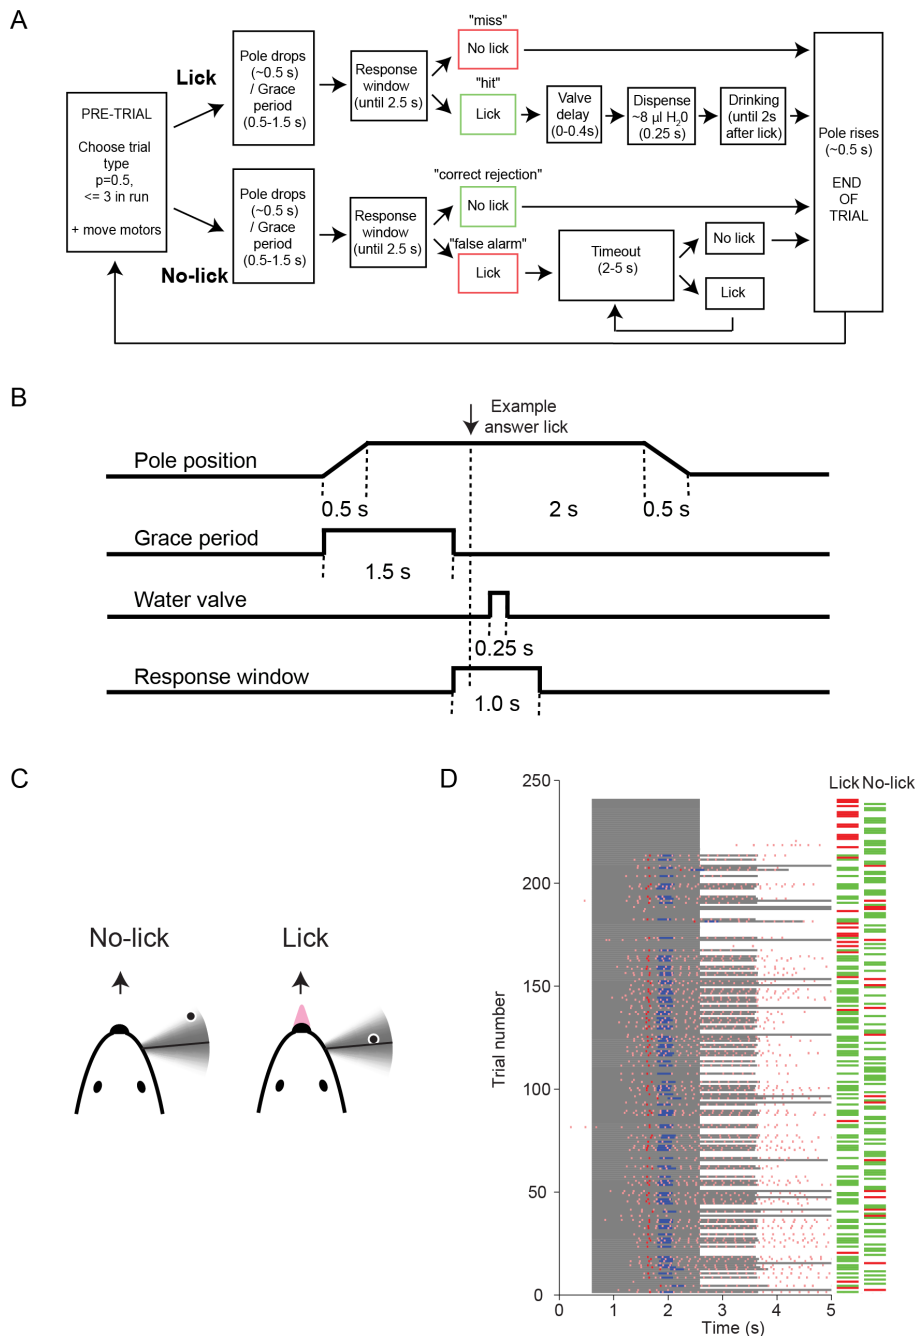 A
PRE-TRIAL
Choose trial
type
p=0.5,
<= 3 in run
+ move motors
Lick
No-lick
Pole drops
(~0.5 s)
/ Grace
period
(0.5-1.5 s)
Response
window
(until 2.5 s)
"miss"
No lick
"hit"
Lick
Valve
delay
(0-0.4s)
Dispense
~8 µl H20
(0.25 s)
Drinking
(until 2s
after lick)
Pole drops
(~0.5 s)
/ Grace
period
(0.5-1.5 s)
Response
window
(until 2.5 s)
"correct rejection"
No lick
"false alarm"
Lick
Timeout
(2-5 s)
No lick
Lick
Pole rises
(~0.5 s)
END
OF
TRIAL
B
Example
answer lick
Pole position
0.5 s
2 s
0.5 s
Grace period
1.5 s
Water valve
0.25 s
Response window
1.0 s
C
No-lick
Lick
D
Lick
No-lick
250
200
150
100
50
0
Trial number
0
1
2
3
4
5
Time (s)